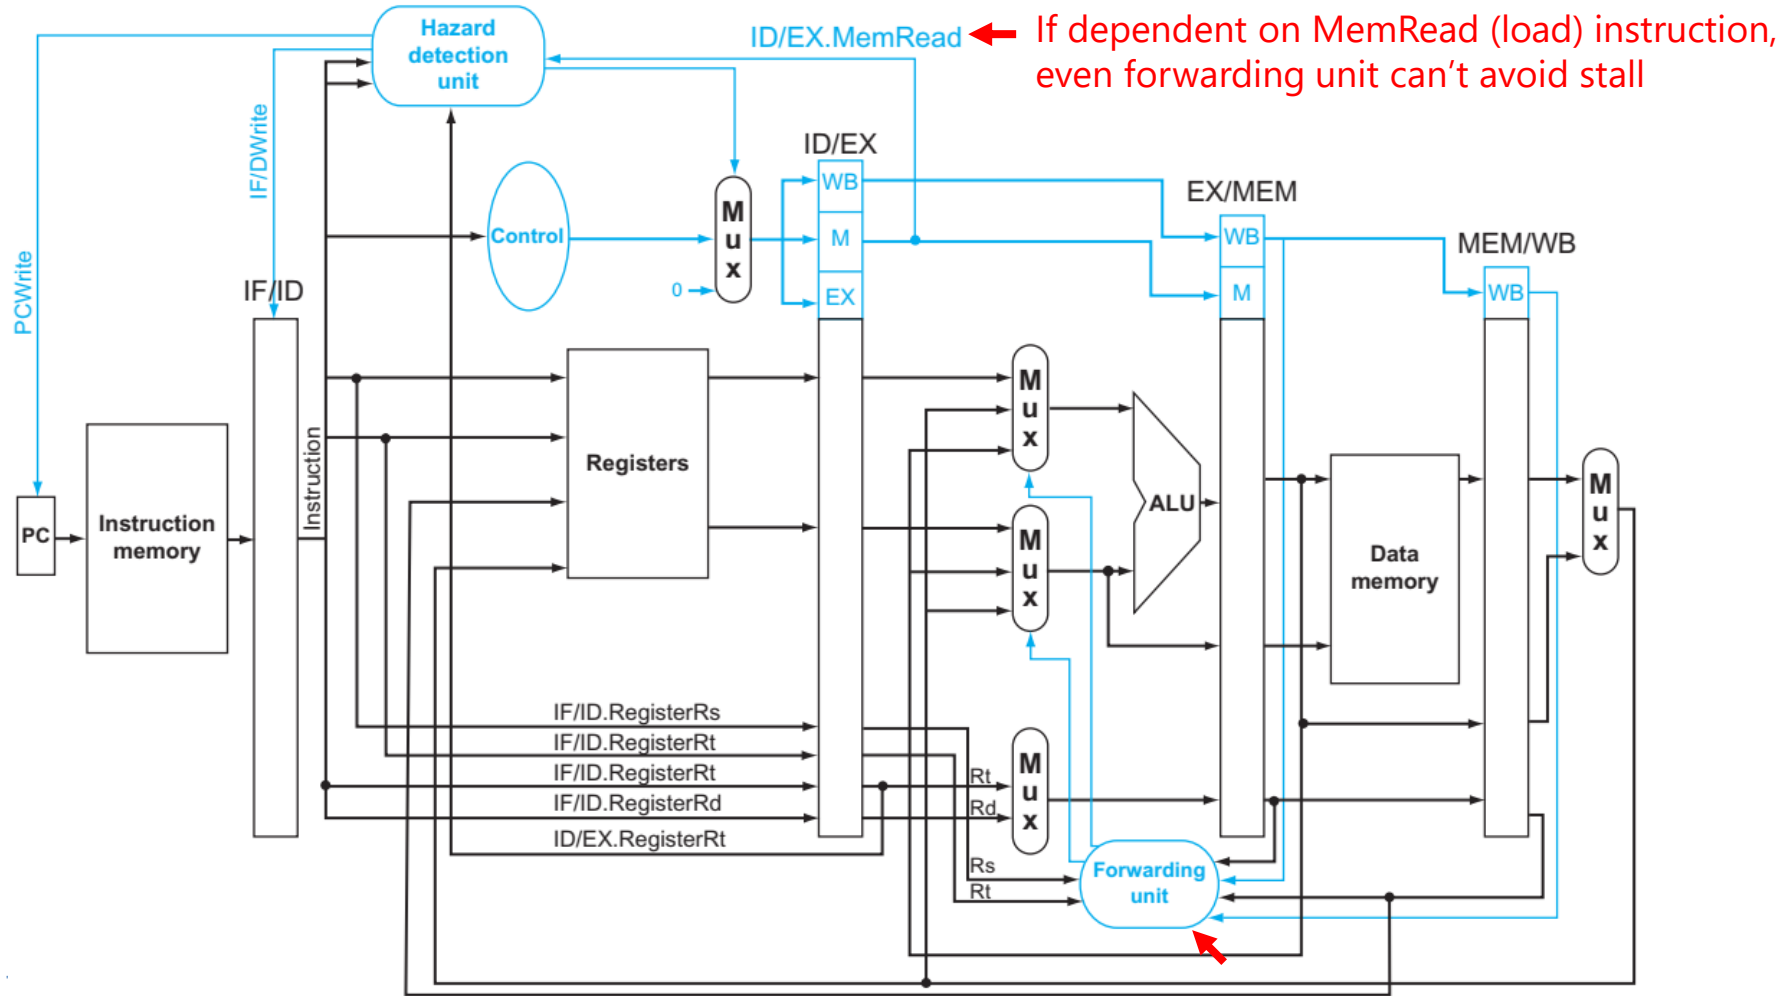 Hazard
detection
unit
ID/EX.MemRead
If dependent on MemRead (load) instruction,
even forwarding unit can’t avoid stall
IF/DWrite
PCWrite
ID/EX
WB
M
EX
Control
M
u
x
0
EX/MEM
WB
M
MEM/WB
WB
IF/ID
Instruction
PC
Instruction
memory
Registers
M
u
x
M
u
x
ALU
Data
memory
M
u
x
IF/ID.RegisterRs
IF/ID.RegisterRt
IF/ID.RegisterRt
IF/ID.RegisterRd
ID/EX.RegisterRt
Rt
Rd
M
u
x
Rs
Rt
Forwarding
unit